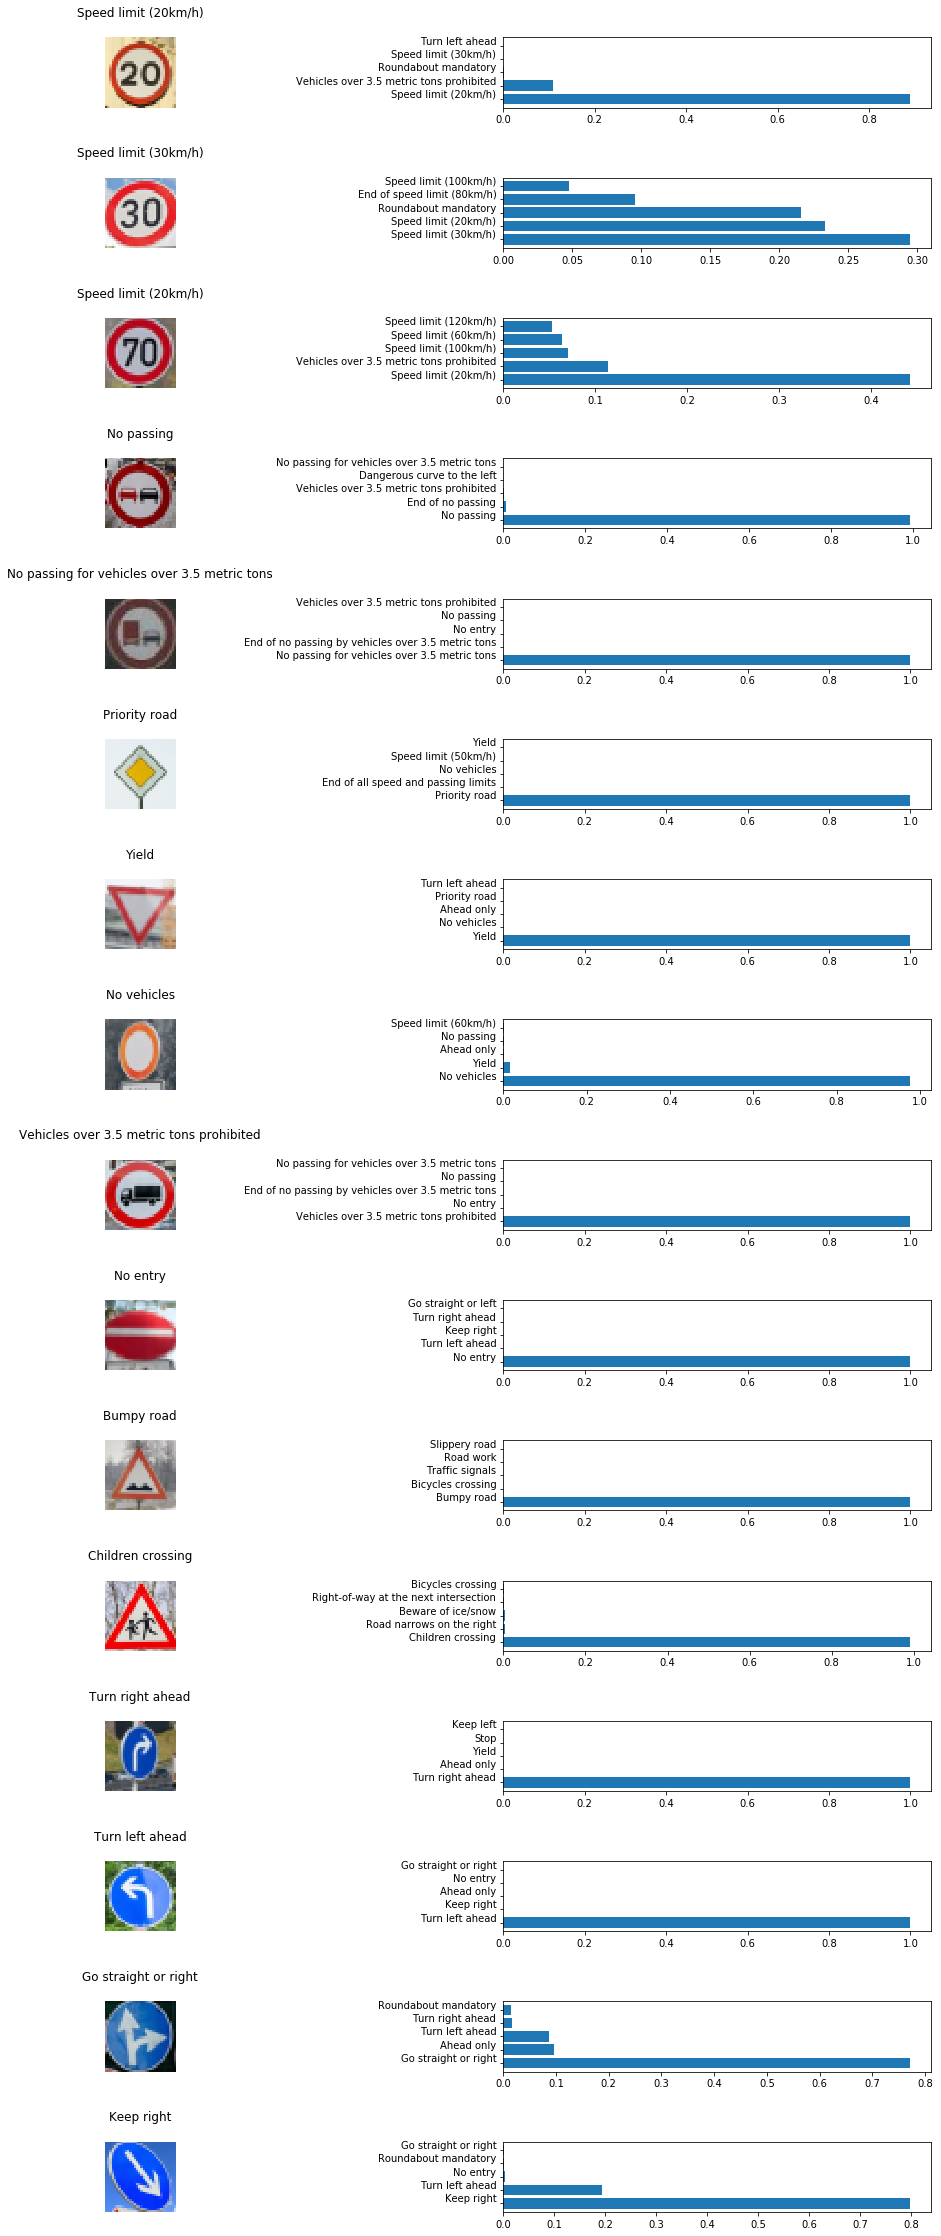 Speed limit (20km/h)
20
Turn left ahead
Speed limit (30km/h)
Roundabout mandatory
Vehicles over 3.5 metric tons prohibited
Speed limit (20km/h)
0.0 0.2 0.4 0.6 0.8
Speed limit (30km/h)
30
Speed limit (100km/h)
End of speed limit (80km/h)
Roundabout mandatory
Speed limit (20km/h)
Speed limit (30km/h)
0.00 0.05 0.10 0.15 0.20 0.25 0.30
Speed limit (20km/h)
70
Speed limit (120km/h)
Speed limit (60km/h)
Speed limit (100km/h)
Vehicles over 3.5 metric tons prohibited
Speed limit (20km/h)
0.0 0.1 0.2 0.3 0.4
No passing
No passing for vehicles over 3.5 metric tons
Dangerous curve to the left
Vehicles over 3.5 metric tons prohibited
End of no passing
No passing
0.0 0.2 0.4 0.6 0.8 1.0
No passing for vehicles over 3.5 metric tons
Vehicles over 3.5 metric tons prohibited
No passing
No entry
End of no passing by vehicles over 3.5 metric tons
No passing for vehicles over 3.5 metric tons
0.0 0.2 0.4 0.6 0.8 1.0
Priority road
Yield
Speed limit (50km/h)
No vehicles
End of all speed and passing limits
Priority road
0.0 0.2 0.4 0.6 0.8 1.0
Yield
Turn left ahead
Priority road
Ahead only
No vehicles
Yield
0.0 0.2 0.4 0.6 0.8 1.0
No vehicles
Speed limit (60km/h)
No passing
Ahead only
Yield
No vehicles
0.0 0.2 0.4 0.6 0.8 1.0
Vehicles over 3.5 metric tons prohibited
No passing for vehicles over 3.5 metric tons
No passing
End of no passing by vehicles over 3.5 metric tons
No entry
Vehicles over 3.5 metric tons prohibited
0.0 0.2 0.4 0.6 0.8 1.0
No entry
Go straight or left
Turn right ahead
Keep right
Turn left ahead
No entry
0.0 0.2 0.4 0.6 0.8 1.0
Bumpy road
Slippery road
Road work
Traffic signals
Bicycles crossing
Bumpy road
0.0 0.2 0.4 0.6 0.8 1.0
Children crossing
Bicycles crossing
Right-of-way at the next intersection
Beware of ice/snow
Road narrows on the right
Children crossing
0.0 0.2 0.4 0.6 0.8 1.0
Turn right ahead
Keep left
Stop
Yield
Ahead only
Turn right ahead
0.0 0.2 0.4 0.6 0.8 1.0
Turn left ahead
Go straight or right
No entry
Ahead only
Keep right
Turn left ahead
0.0 0.2 0.4 0.6 0.8 1.0
Go straight or right
Roundabout mandatory
Turn right ahead
Turn left ahead
Ahead only
Go straight or right
0.0 0.1 0.2 0.3 0.4 0.5 0.6 0.7 0.8
Keep right
Go straight or right
Roundabout mandatory
No entry
Turn left ahead
Keep right
0.0 0.1 0.2 0.3 0.4 0.5 0.6 0.7 0.8